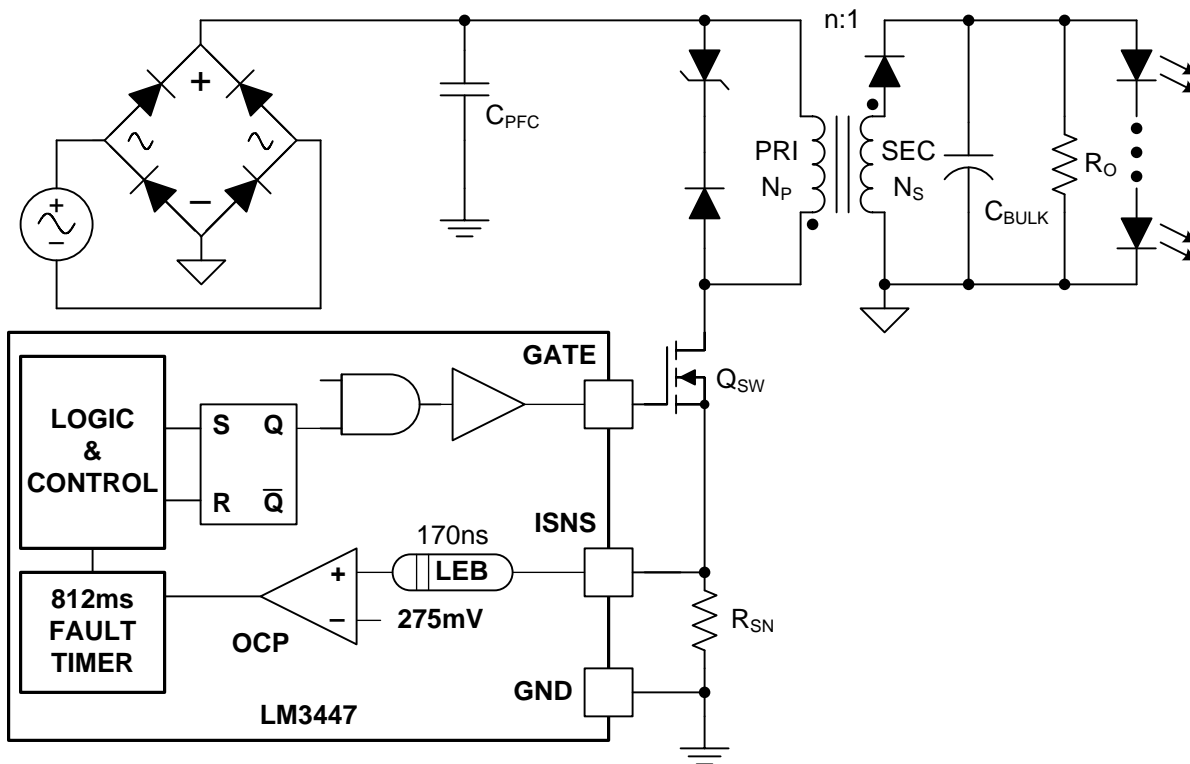 n:1
+
C_PFC
PRI
N_P
SEC
N_S
C_BULK
R_O
−
+
−
GATE
Q_SW
LOGIC
&
CONTROL
S Q
R Q̅
ISNS
170ns
LEB
+
−
275mV
OCP
812ms
FAULT
TIMER
R_SN
GND
LM3447